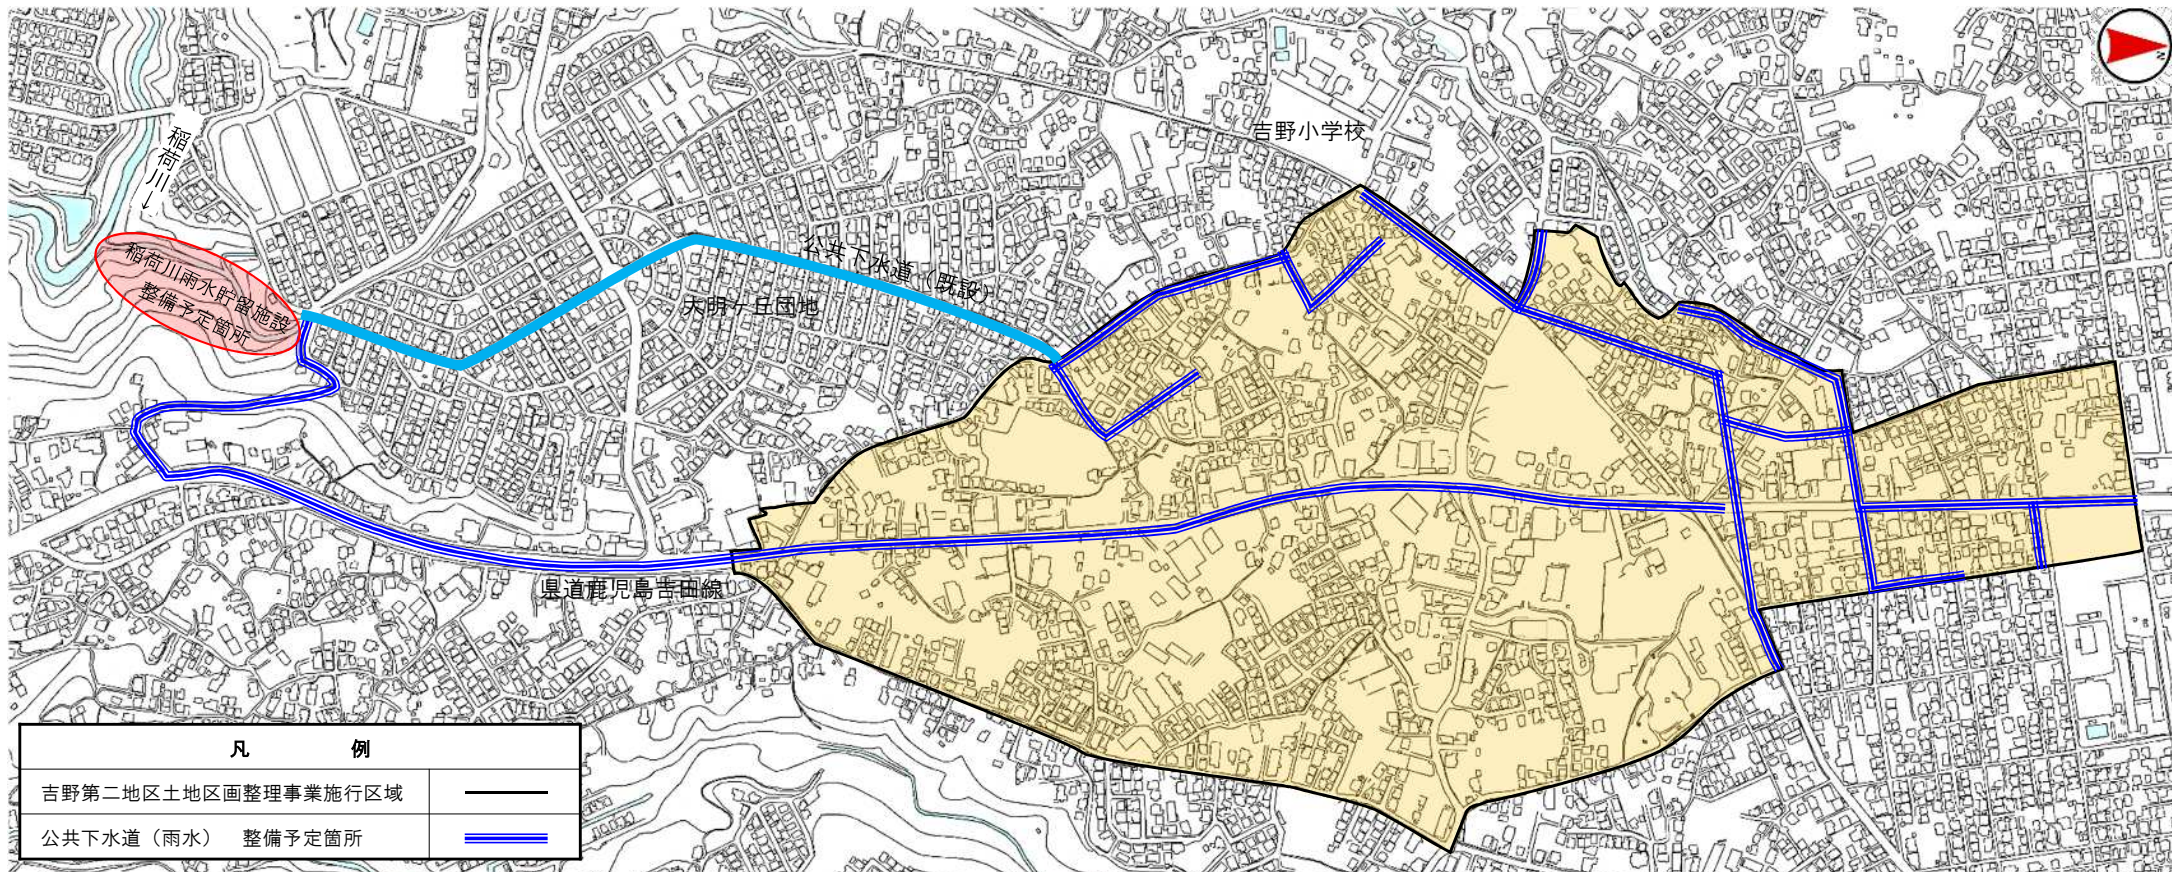 N
吉野小学校
稲荷川
←
稲荷川雨水貯留施設
整備予定箇所
公共下水道（既設）
大明ヶ丘団地
県道鹿児島吉田線
凡　例
吉野第二地区土地区画整理事業施行区域
公共下水道（雨水）　整備予定箇所